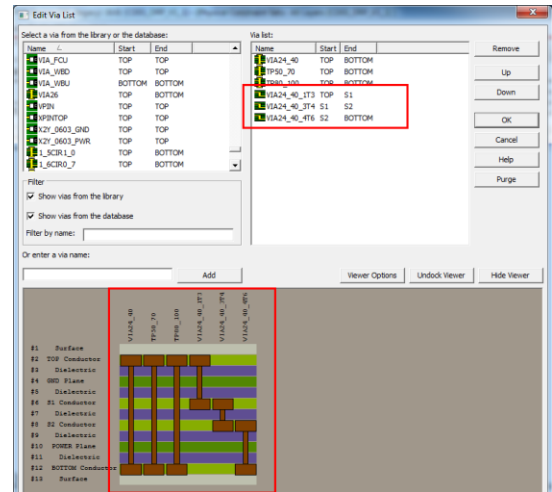 Edit Via List
Select a via from the library or the database:
Name Start End
VIA_FCU TOP TOP
VIA_WBD TOP TOP
VIA_WBU BOTTOM BOTTOM
VIA26 TOP BOTTOM
VPIN TOP TOP
XPINTOP TOP TOP
X2Y_0603_GND TOP TOP
X2Y_0603_PWR TOP TOP
1_5CIR1_0 TOP BOTTOM
1_6CIR0_7 TOP BOTTOM
Filter
Show vias from the library
Show vias from the database
Filter by name:
Or enter a via name:
Add
Via list:
Name Start End
VIA24_40 TOP BOTTOM
TP50_70 TOP BOTTOM
TP80_100 TOP BOTTOM
VIA24_40_1T3 TOP S1
VIA24_40_3T4 S1 S2
VIA24_40_4T6 S2 BOTTOM
Remove
Up
Down
OK
Cancel
Help
Purge
Viewer Options
Undock Viewer
Hide Viewer
VIA24_40
TP50_70
TP80_100
VIA24_40_1T3
VIA24_40_3T4
VIA24_40_4T6
#1 Surface
#2 TOP Conductor
#3 Dielectric
#4 GND Plane
#5 Dielectric
#6 S1 Conductor
#7 Dielectric
#8 S2 Conductor
#9 Dielectric
#10 POWER Plane
#11 Dielectric
#12 BOTTOM Conductor
#13 Surface